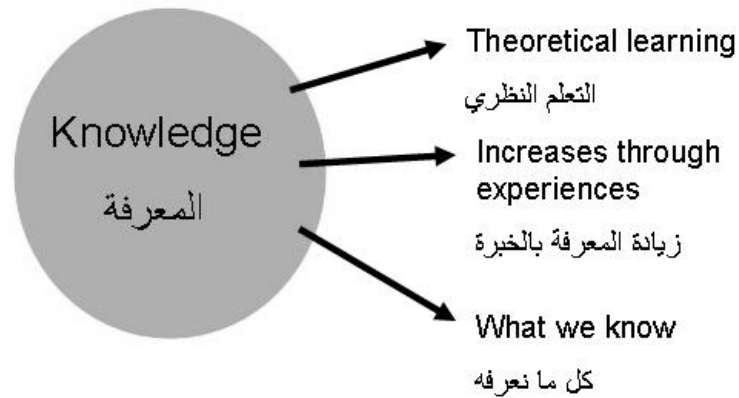 Knowledge
المعرفة
Theoretical learning
التعلم النظري
Increases through
experiences
زيادة المعرفة بالخبرة
What we know
كل ما نعرفه